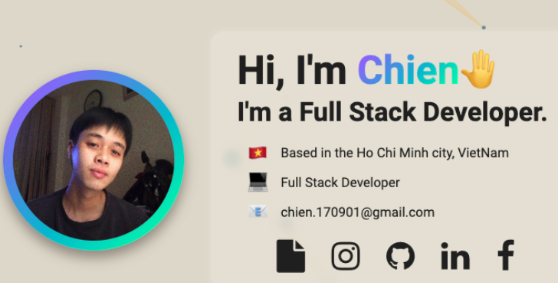 Hi, I'm Chien👋
I'm a Full Stack Developer.
Based in the Ho Chi Minh city, VietNam
Full Stack Developer
chien.170901@gmail.com
in
f